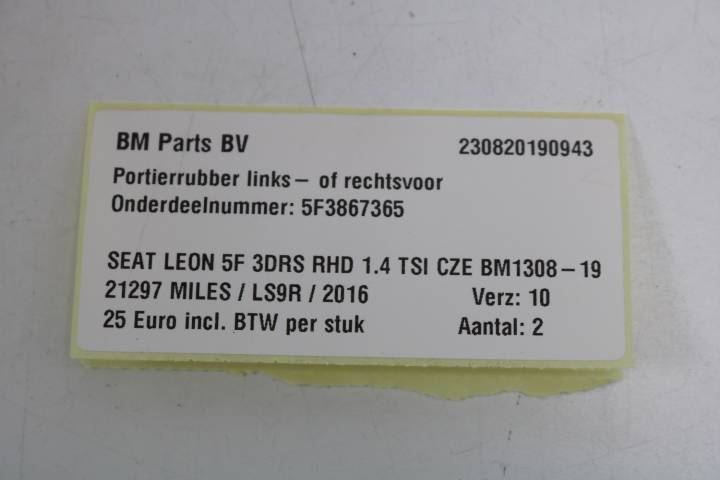 BM Parts BV 230820190943
Portierrubber links– of rechtsvoor
Onderdeelnummer: 5F3867365
SEAT LEON 5F 3DRS RHD 1.4 TSI CZE BM1308–19
21297 MILES / LS9R / 2016 Verz: 10
25 Euro incl. BTW per stuk Aantal: 2